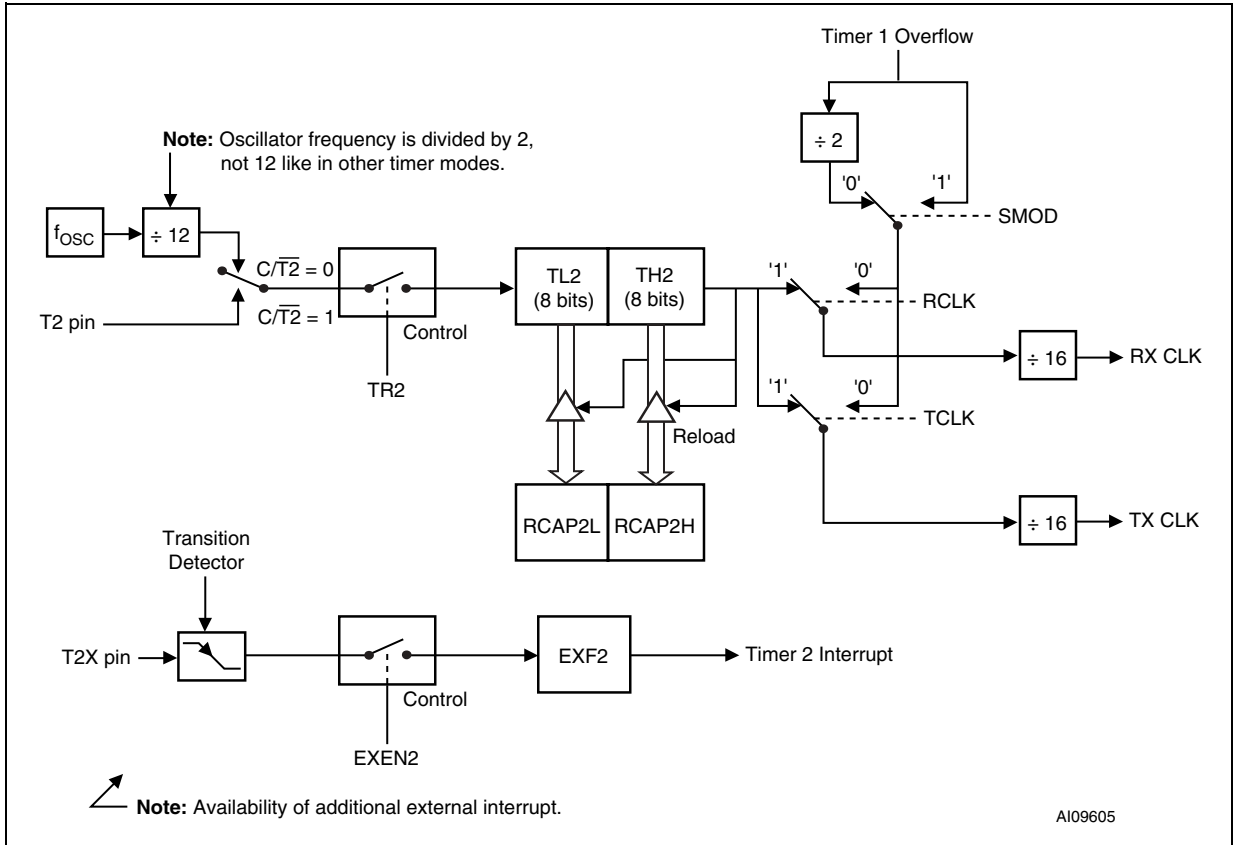 Timer 1 Overflow
Note: Oscillator frequency is divided by 2,
not 12 like in other timer modes.
÷ 2
'0'
'1'
SMOD
fOSC
÷ 12
C/T2̅ = 0
C/T2̅ = 1
T2 pin
Control
TR2
TL2
(8 bits)
TH2
(8 bits)
'1'
'0'
RCLK
÷ 16
RX CLK
'1'
'0'
TCLK
Reload
RCAP2L
RCAP2H
÷ 16
TX CLK
Transition
Detector
T2X pin
Control
EXEN2
EXF2
Timer 2 Interrupt
Note: Availability of additional external interrupt.
AI09605